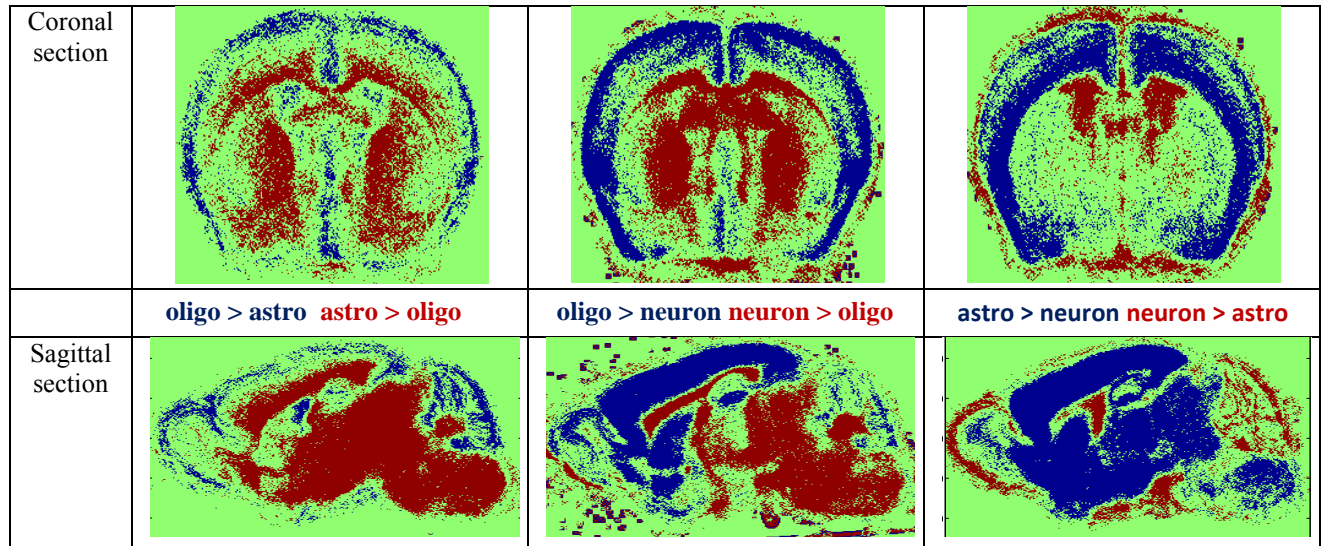 Coronal
section
oligo > astro astro > oligo
oligo > neuron neuron > oligo
astro > neuron neuron > astro
Sagittal
section